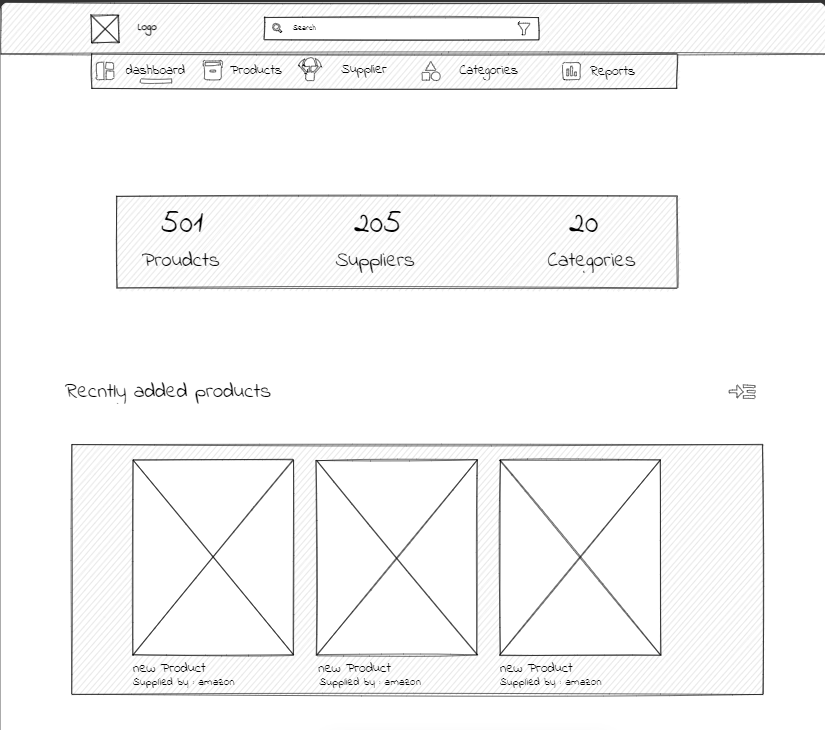 Logo
Search
dashboard Products Supplier Categories Reports
501 205 20
Proudcts Suppliers Categories
Recntly added products
new Product new Product new Product
Supplied by : amazon Supplied by : amazon Supplied by : amazon